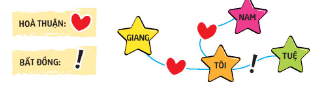 HOÀ THUẬN:
BẤT ĐỒNG: !
NAM
GIANG
TÔI
!
TUỆ